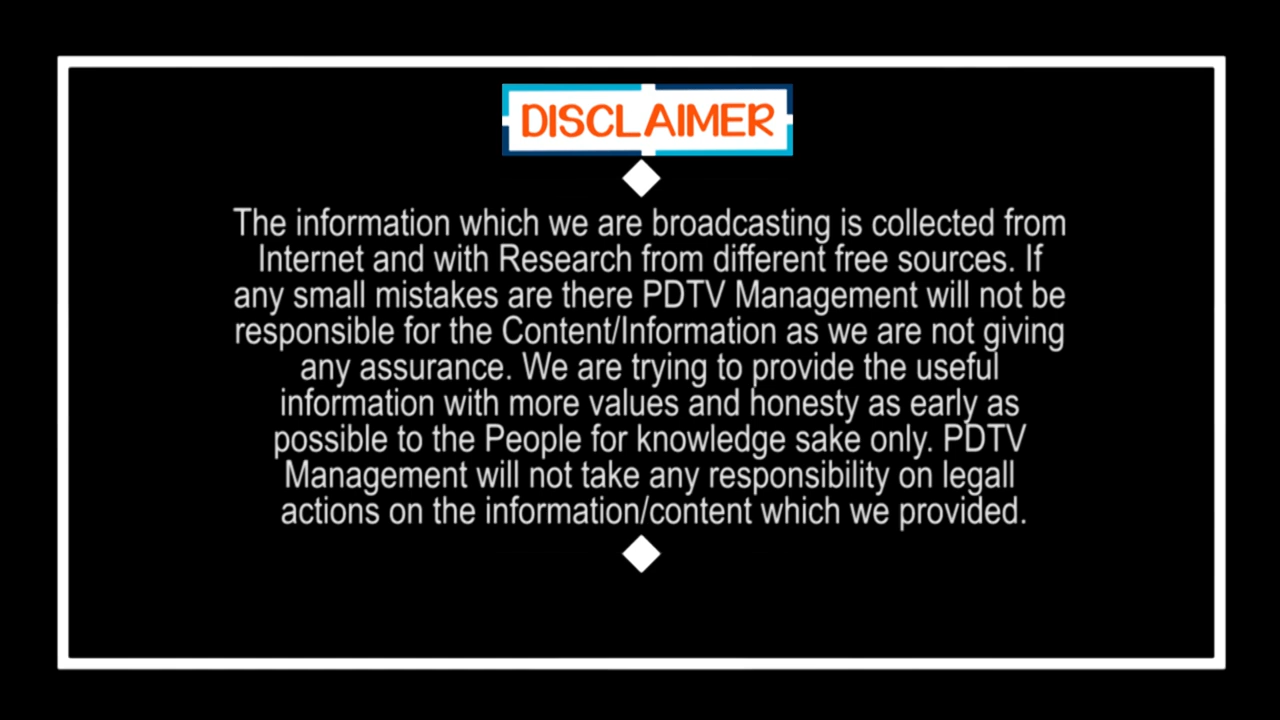 DISCLAIMER
The information which we are broadcasting is collected from
Internet and with Research from different free sources. If
any small mistakes are there PDTV Management will not be
responsible for the Content/Information as we are not giving
any assurance. We are trying to provide the useful
information with more values and honesty as early as
possible to the People for knowledge sake only. PDTV
Management will not take any responsibility on legall
actions on the information/content which we provided.